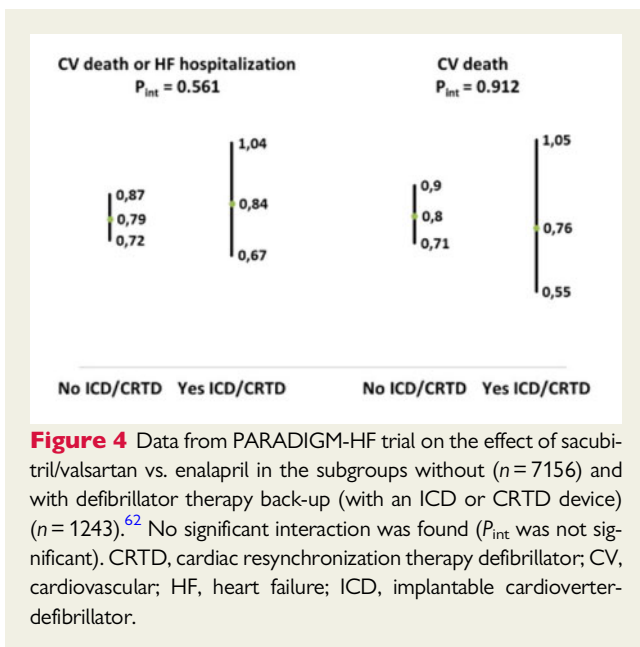 CV death or HF hospitalization
P_int = 0.561
CV death
P_int = 0.912
0,87
0,79
0,72
1,04
0,84
0,67
0,9
0,8
0,71
1,05
0,76
0,55
No ICD/CRTD Yes ICD/CRTD
No ICD/CRTD Yes ICD/CRTD
Figure 4 Data from PARADIGM-HF trial on the effect of sacubi-
tril/valsartan vs. enalapril in the subgroups without (n = 7156) and
with defibrillator therapy back-up (with an ICD or CRTD device)
(n = 1243).62 No significant interaction was found (Pint was not sig-
nificant). CRTD, cardiac resynchronization therapy defibrillator; CV,
cardiovascular; HF, heart failure; ICD, implantable cardioverter-
defibrillator.